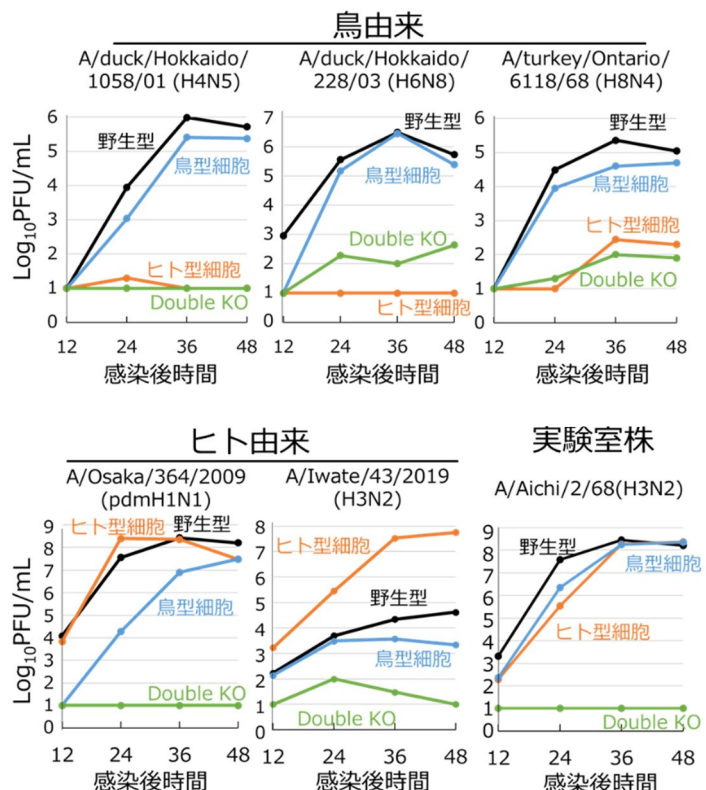 鳥由来
A/duck/Hokkaido/
1058/01 (H4N5)
A/duck/Hokkaido/
228/03 (H6N8)
A/turkey/Ontario/
6118/68 (H8N4)
Log10PFU/mL
6
5
4
3
2
1
0
野生型
鳥型細胞
ヒト型細胞
Double KO
12
24
36
48
感染後時間
7
6
5
4
3
2
1
0
野生型
鳥型細胞
Double KO
ヒト型細胞
12
24
36
48
感染後時間
6
5
4
3
2
1
0
野生型
鳥型細胞
ヒト型細胞
Double KO
12
24
36
48
感染後時間
ヒト由来
実験室株
A/Osaka/364/2009
(pdmH1N1)
A/Iwate/43/2019
(H3N2)
A/Aichi/2/68(H3N2)
Log10PFU/mL
9
8
7
6
5
4
3
2
1
0
ヒト型細胞
野生型
鳥型細胞
Double KO
12
24
36
48
感染後時間
8
7
6
5
4
3
2
1
0
ヒト型細胞
野生型
鳥型細胞
Double KO
12
24
36
48
感染後時間
9
8
7
6
5
4
3
2
1
0
野生型
鳥型細胞
ヒト型細胞
Double KO
12
24
36
48
感染後時間